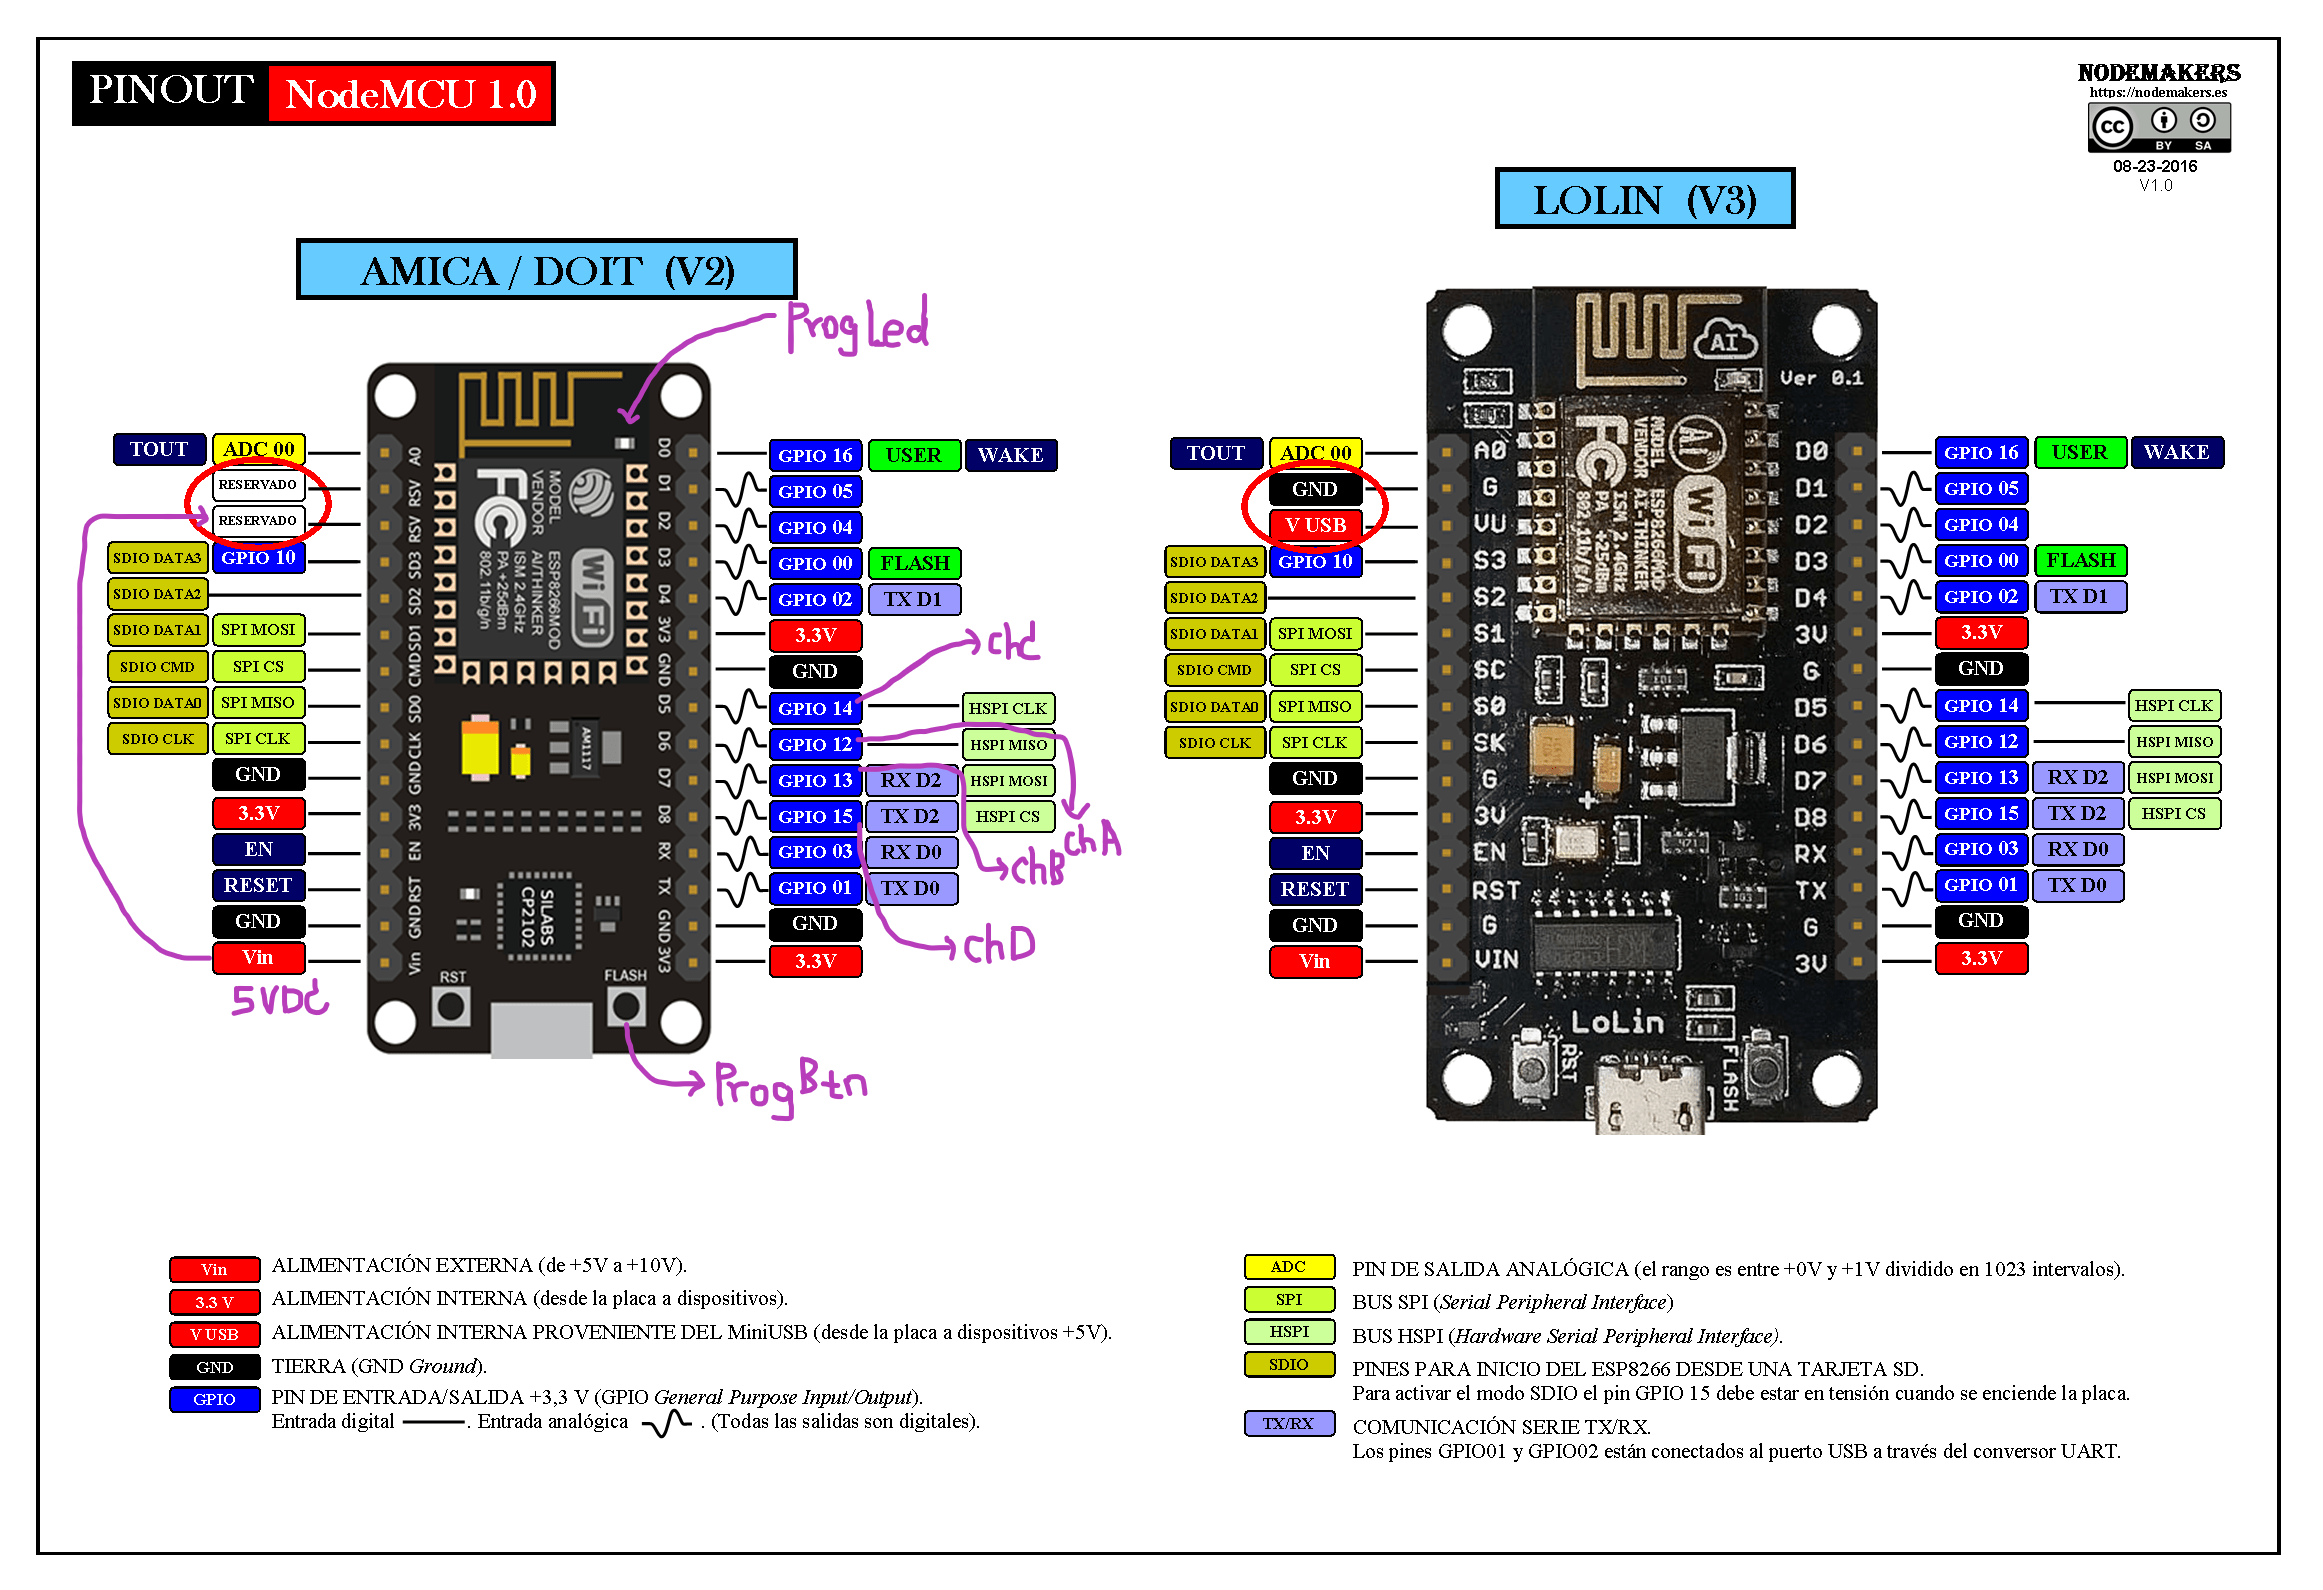 PINOUT NodeMCU 1.0
NODEMAKERS
https://nodemakers.es
cc BY SA
08-23-2016
V1.0
AMICA / DOIT (V2)
Prog Led
TOUT ADC 00 A0
RESERVADO RSV
RESERVADO RSV
SDIO DATA3 GPIO 10 SD3
SDIO DATA2 SD2
SDIO DATA1 SPI MOSI SD1
SDIO CMD SPI CS CMD
SDIO DATA0 SPI MISO SD0
SDIO CLK SPI CLK CLK
GND GND
3.3V 3V3
EN EN
RESET RST
GND GND
Vin Vin
5VDC
MODEL ESP8266MOD
VENDOR AI/THINKER
ISM 2.4GHz
PA +25dBm
802.11b/g/n
FC
WiFi
AM1117
SILABS
CP2102
RST
FLASH
Prog Btn
D0 GPIO 16 USER WAKE
D1 GPIO 05
D2 GPIO 04
D3 GPIO 00 FLASH
D4 GPIO 02 TX D1
3V3 3.3V
GND GND
D5 GPIO 14 HSPI CLK
D6 GPIO 12 HSPI MISO
D7 GPIO 13 RX D2 HSPI MOSI
D8 GPIO 15 TX D2 HSPI CS
RX GPIO 03 RX D0
TX GPIO 01 TX D0
GND GND
3V3 3.3V
chC
chA
chB
chD
LOLIN (V3)
AI
Ver 0.1
TOUT ADC 00 A0
GND G
V USB VU
SDIO DATA3 GPIO 10 S3
SDIO DATA2 S2
SDIO DATA1 SPI MOSI S1
SDIO CMD SPI CS SC
SDIO DATA0 SPI MISO S0
SDIO CLK SPI CLK SK
GND G
3.3V 3V
EN EN
RESET RST
GND G
Vin VIN
MODEL ESP8266MOD
VENDOR AI-THINKER
ISM 2.4GHz
PA +25dBm
802.11b/g/n
FC
Ai
WiFi
LoLin
RST
FLASH
D0 GPIO 16 USER WAKE
D1 GPIO 05
D2 GPIO 04
D3 GPIO 00 FLASH
D4 GPIO 02 TX D1
3V 3.3V
G GND
D5 GPIO 14 HSPI CLK
D6 GPIO 12 HSPI MISO
D7 GPIO 13 RX D2 HSPI MOSI
D8 GPIO 15 TX D2 HSPI CS
RX GPIO 03 RX D0
TX GPIO 01 TX D0
G GND
3V 3.3V
Vin ALIMENTACIÓN EXTERNA (de +5V a +10V).
3.3 V ALIMENTACIÓN INTERNA (desde la placa a dispositivos).
V USB ALIMENTACIÓN INTERNA PROVENIENTE DEL MiniUSB (desde la placa a dispositivos +5V).
GND TIERRA (GND Ground).
GPIO PIN DE ENTRADA/SALIDA +3,3 V (GPIO General Purpose Input/Output).
Entrada digital . Entrada analógica . (Todas las salidas son digitales).
ADC PIN DE SALIDA ANALÓGICA (el rango es entre +0V y +1V dividido en 1023 intervalos).
SPI BUS SPI (Serial Peripheral Interface)
HSPI BUS HSPI (Hardware Serial Peripheral Interface).
SDIO PINES PARA INICIO DEL ESP8266 DESDE UNA TARJETA SD.
Para activar el modo SDIO el pin GPIO 15 debe estar en tensión cuando se enciende la placa.
TX/RX COMUNICACIÓN SERIE TX/RX.
Los pines GPIO01 y GPIO02 están conectados al puerto USB a través del conversor UART.